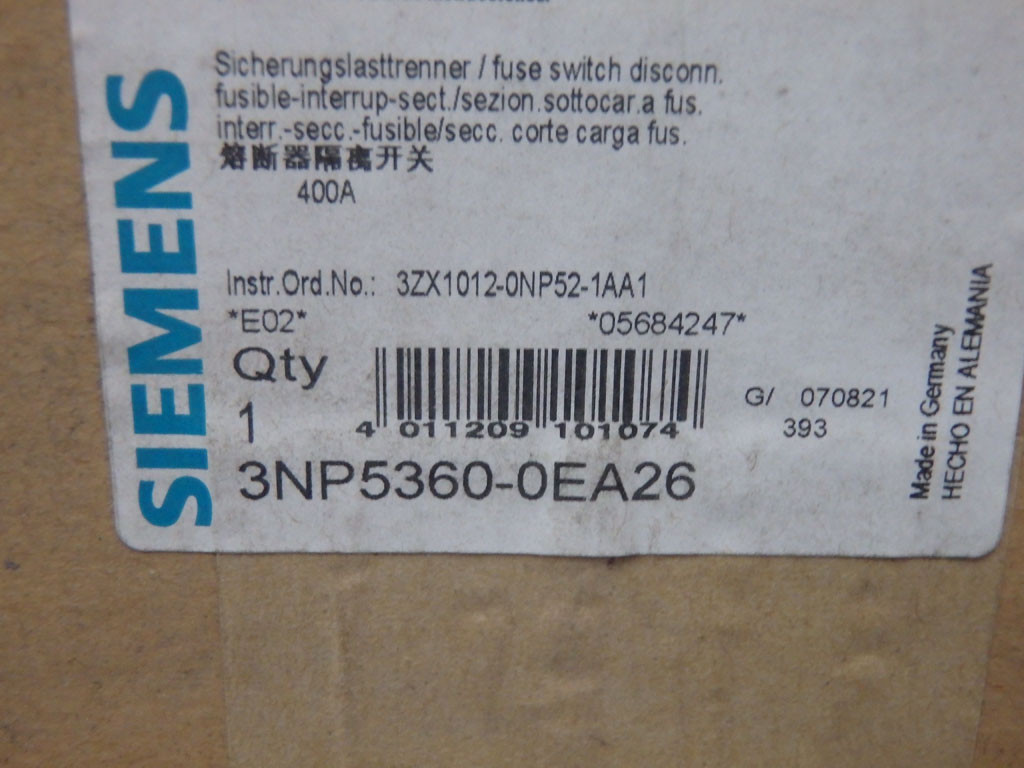 SIEMENS
Sicherungslasttrenner / fuse switch disconn.
fusible-interrup-sect./sezion.sottocar.a fus.
interr.-secc.-fusible/secc. corte carga fus.
熔断器隔离开关
400A
Instr.Ord.No.: 3ZX1012-0NP52-1AA1
*E02* *05684247*
Qty
1
4 011209 101074
G/ 070821
393
3NP5360-0EA26
Made in Germany
HECHO EN ALEMANIA